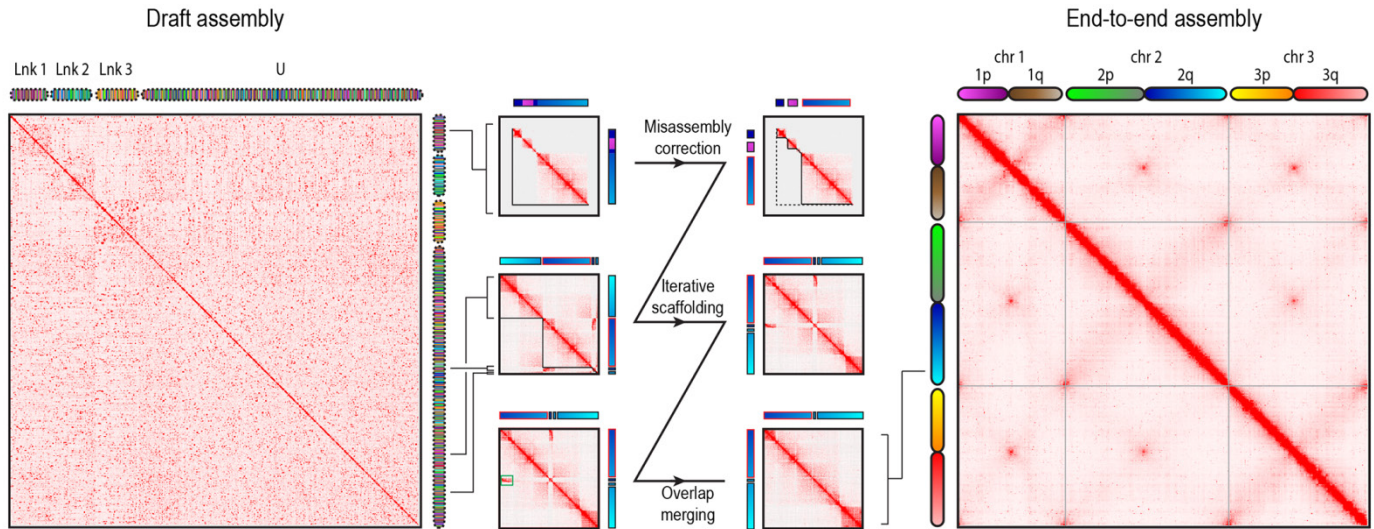 Draft assembly
End-to-end assembly
Lnk 1 Lnk 2 Lnk 3 U
chr 1 chr 2 chr 3
1p 1q 2p 2q 3p 3q
Misassembly
correction
Iterative
scaffolding
Overlap
merging